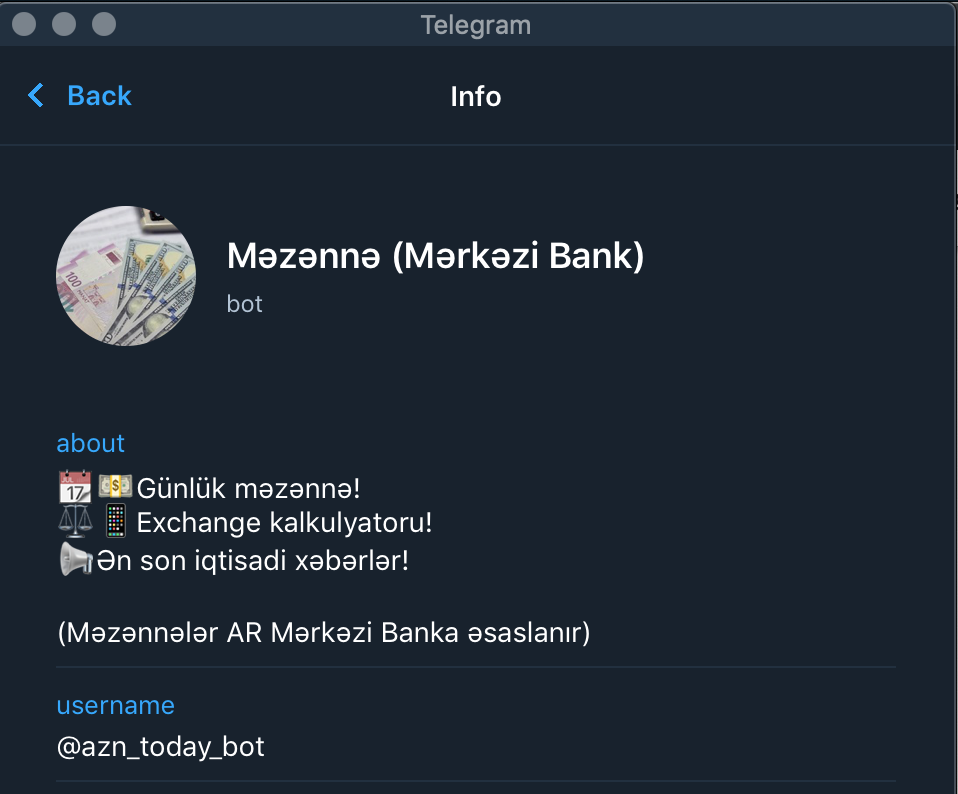 Telegram
Back
Info
Məzənnə (Mərkəzi Bank)
bot
about
📅💵Günlük məzənnə!
⚖️📱Exchange kalkulyatoru!
📢Ən son iqtisadi xəbərlər!
(Məzənnələr AR Mərkəzi Banka əsaslanır)
username
@azn_today_bot